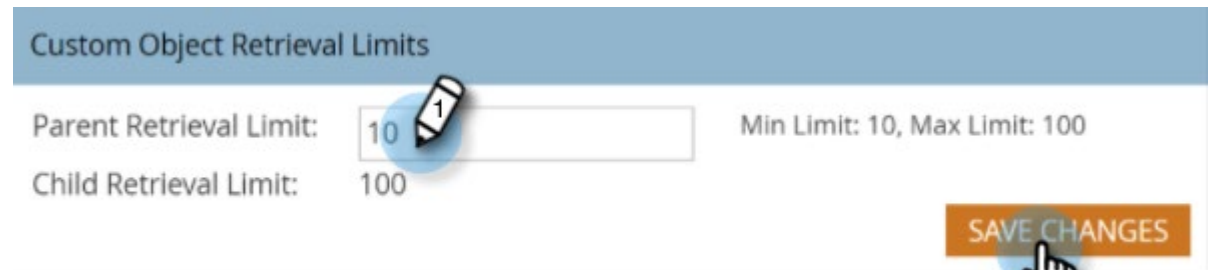 Custom Object Retrieval Limits
Parent Retrieval Limit: 10 1 Min Limit: 10, Max Limit: 100
Child Retrieval Limit: 100
SAVE CHANGES